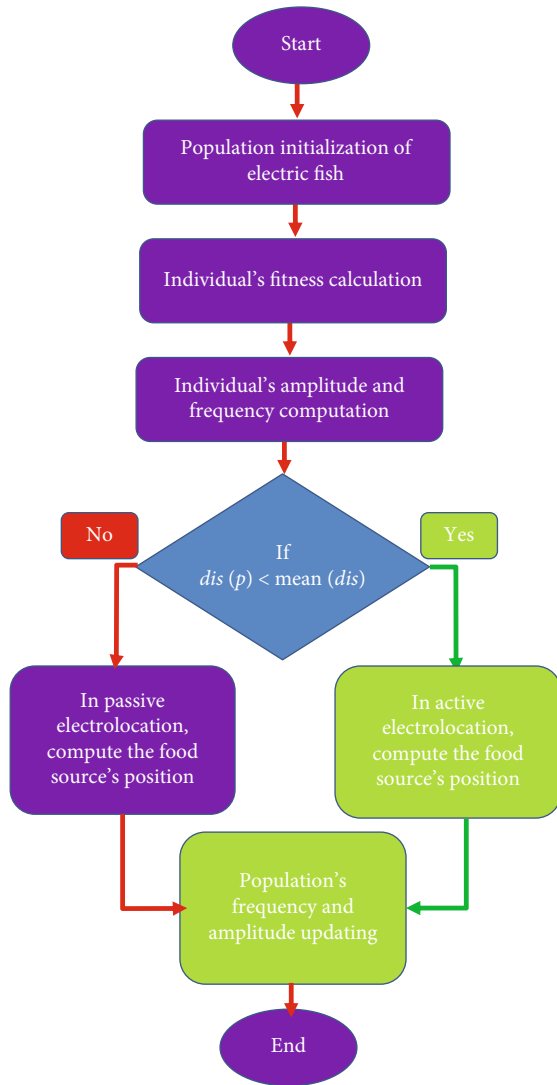 Start
Population initialization of
electric fish
Individual's fitness calculation
Individual's amplitude and
frequency computation
No
Yes
If
dis (p) < mean (dis)
In passive
electrolocation,
compute the food
source's position
In active
electrolocation,
compute the food
source's position
Population's
frequency and
amplitude updating
End